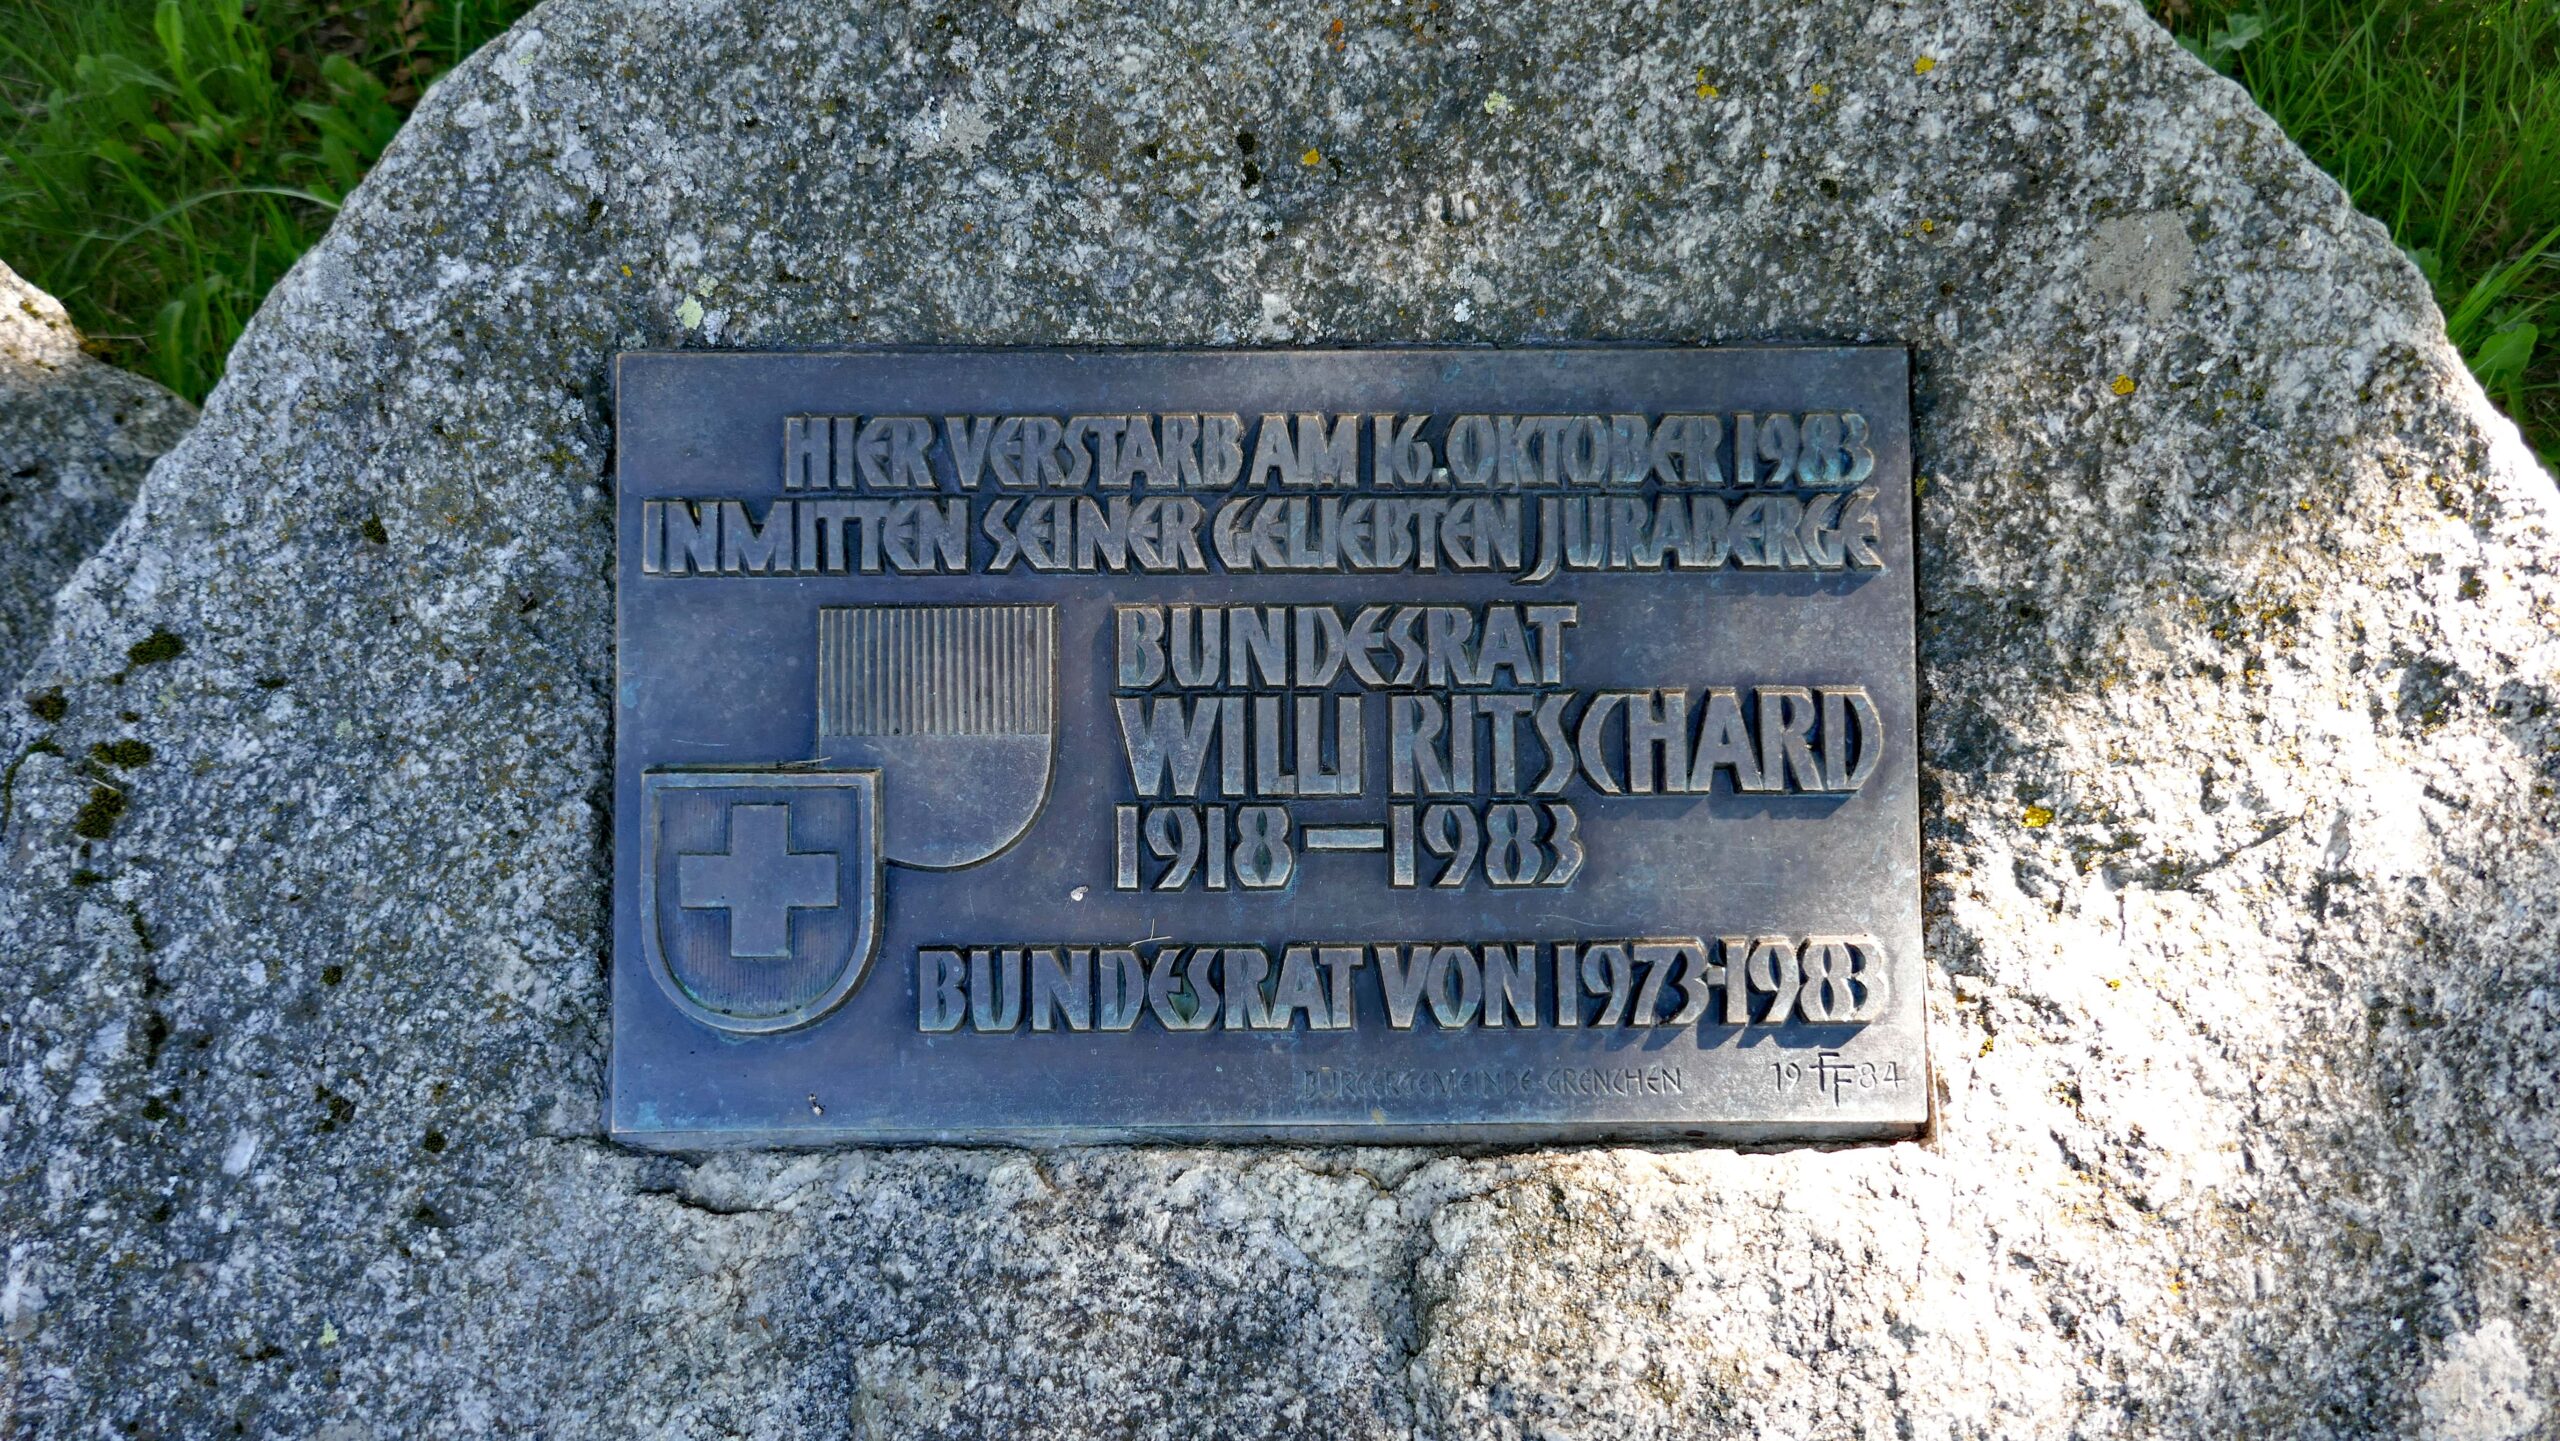 HIER VERSTARB AM 16. OKTOBER 1983
INMITTEN SEINER GELIEBTEN JURABERGE
BUNDESRAT
WILLI RITSCHARD
1918 – 1983
BUNDESRAT VON 1973-1983
BÜRGERGEMEINDE GRENCHEN 19 FF 84